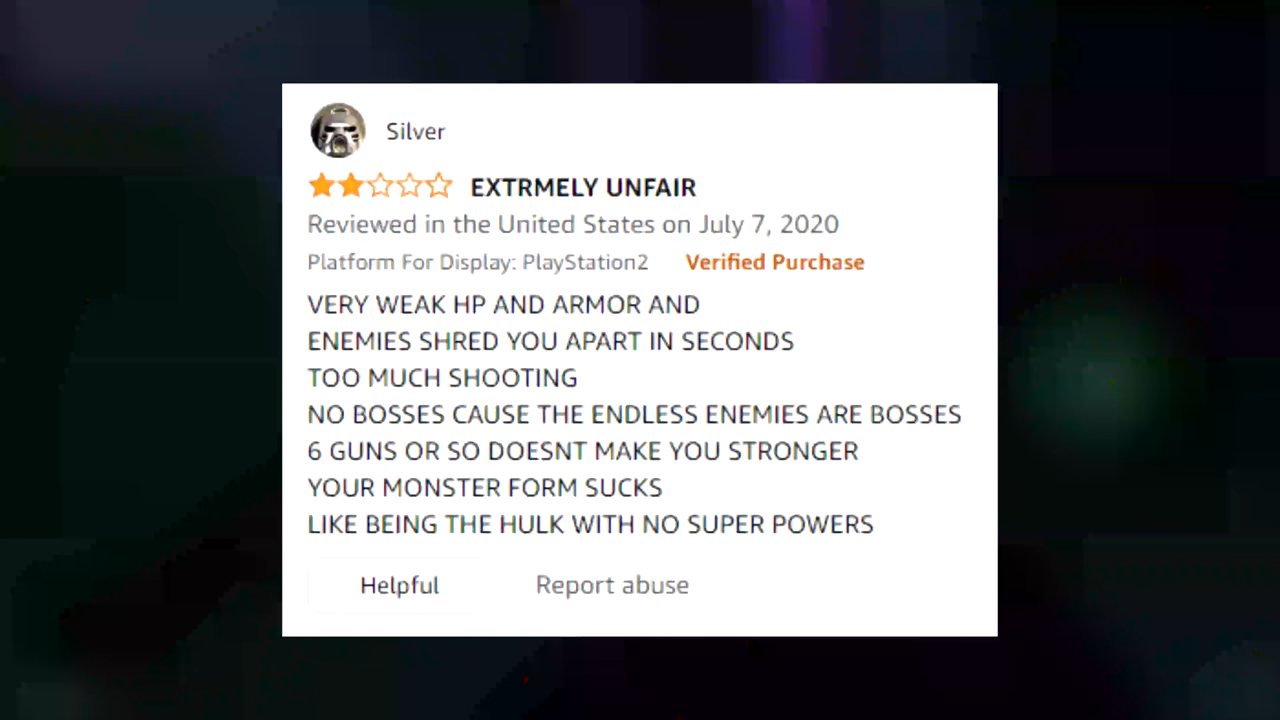 Silver
EXTRMELY UNFAIR
Reviewed in the United States on July 7, 2020
Platform For Display: PlayStation2 Verified Purchase
VERY WEAK HP AND ARMOR AND
ENEMIES SHRED YOU APART IN SECONDS
TOO MUCH SHOOTING
NO BOSSES CAUSE THE ENDLESS ENEMIES ARE BOSSES
6 GUNS OR SO DOESNT MAKE YOU STRONGER
YOUR MONSTER FORM SUCKS
LIKE BEING THE HULK WITH NO SUPER POWERS
Helpful Report abuse